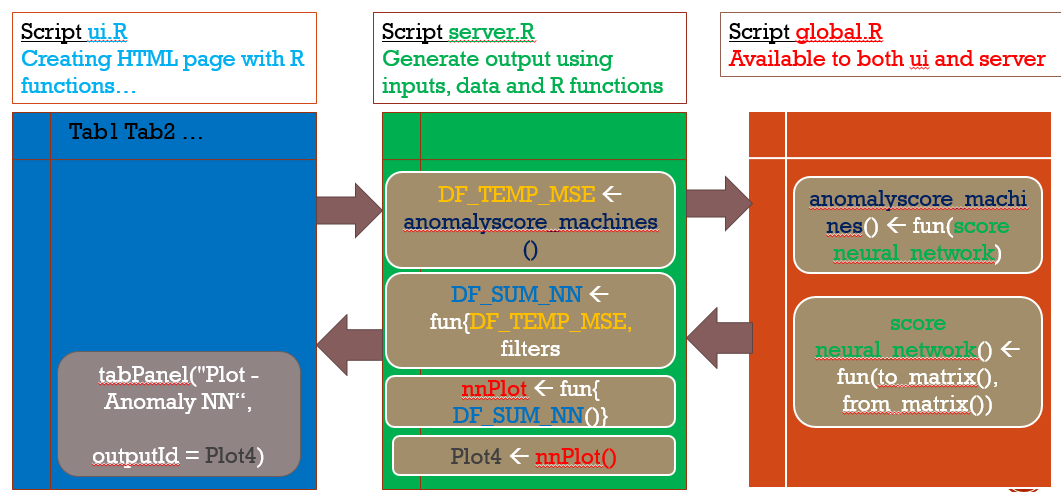 Script ui.R
Creating HTML page with R
functions…
Script server.R
Generate output using
inputs, data and R functions
Script global.R
Available to both ui and server
Tab1 Tab2 …
tabPanel("Plot -
Anomaly NN“,
outputId = Plot4)
DF_TEMP_MSE ←
anomalyscore_machines
()
DF_SUM_NN ←
fun{DF_TEMP_MSE,
filters
nnPlot ← fun{
DF_SUM_NN()}
Plot4 ← nnPlot()
anomalyscore_machi
nes() ← fun(score
neural_network)
score
neural_network() ←
fun(to_matrix(),
from_matrix())